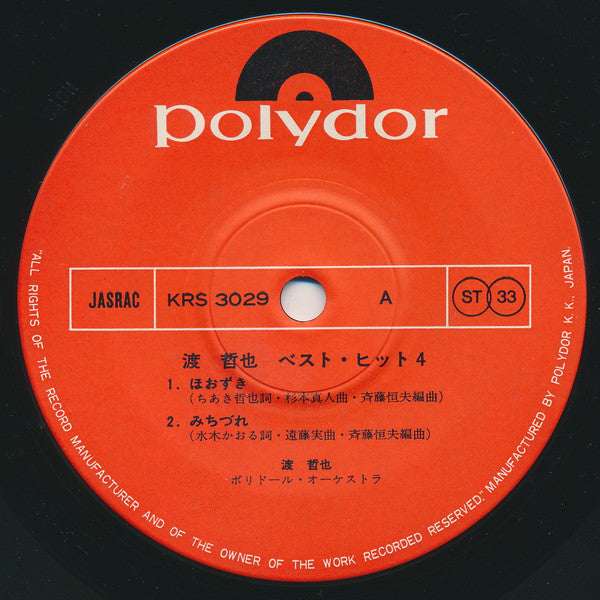 polydor
JASRAC KRS 3029 A ST 33
渡 哲也 ベスト・ヒット4
1. ほおずき
(ちあき哲也詞・杉本真人曲・斉藤恒夫編曲)
2. みちづれ
(水木かおる詞・遠藤実曲・斉藤恒夫編曲)
渡 哲也
ポリドール・オーケストラ
"ALL RIGHTS OF THE RECORD MANUFACTURER AND OF THE OWNER OF THE WORK RECORDED RESERVED." MANUFACTURED BY POLYDOR K.K., JAPAN.